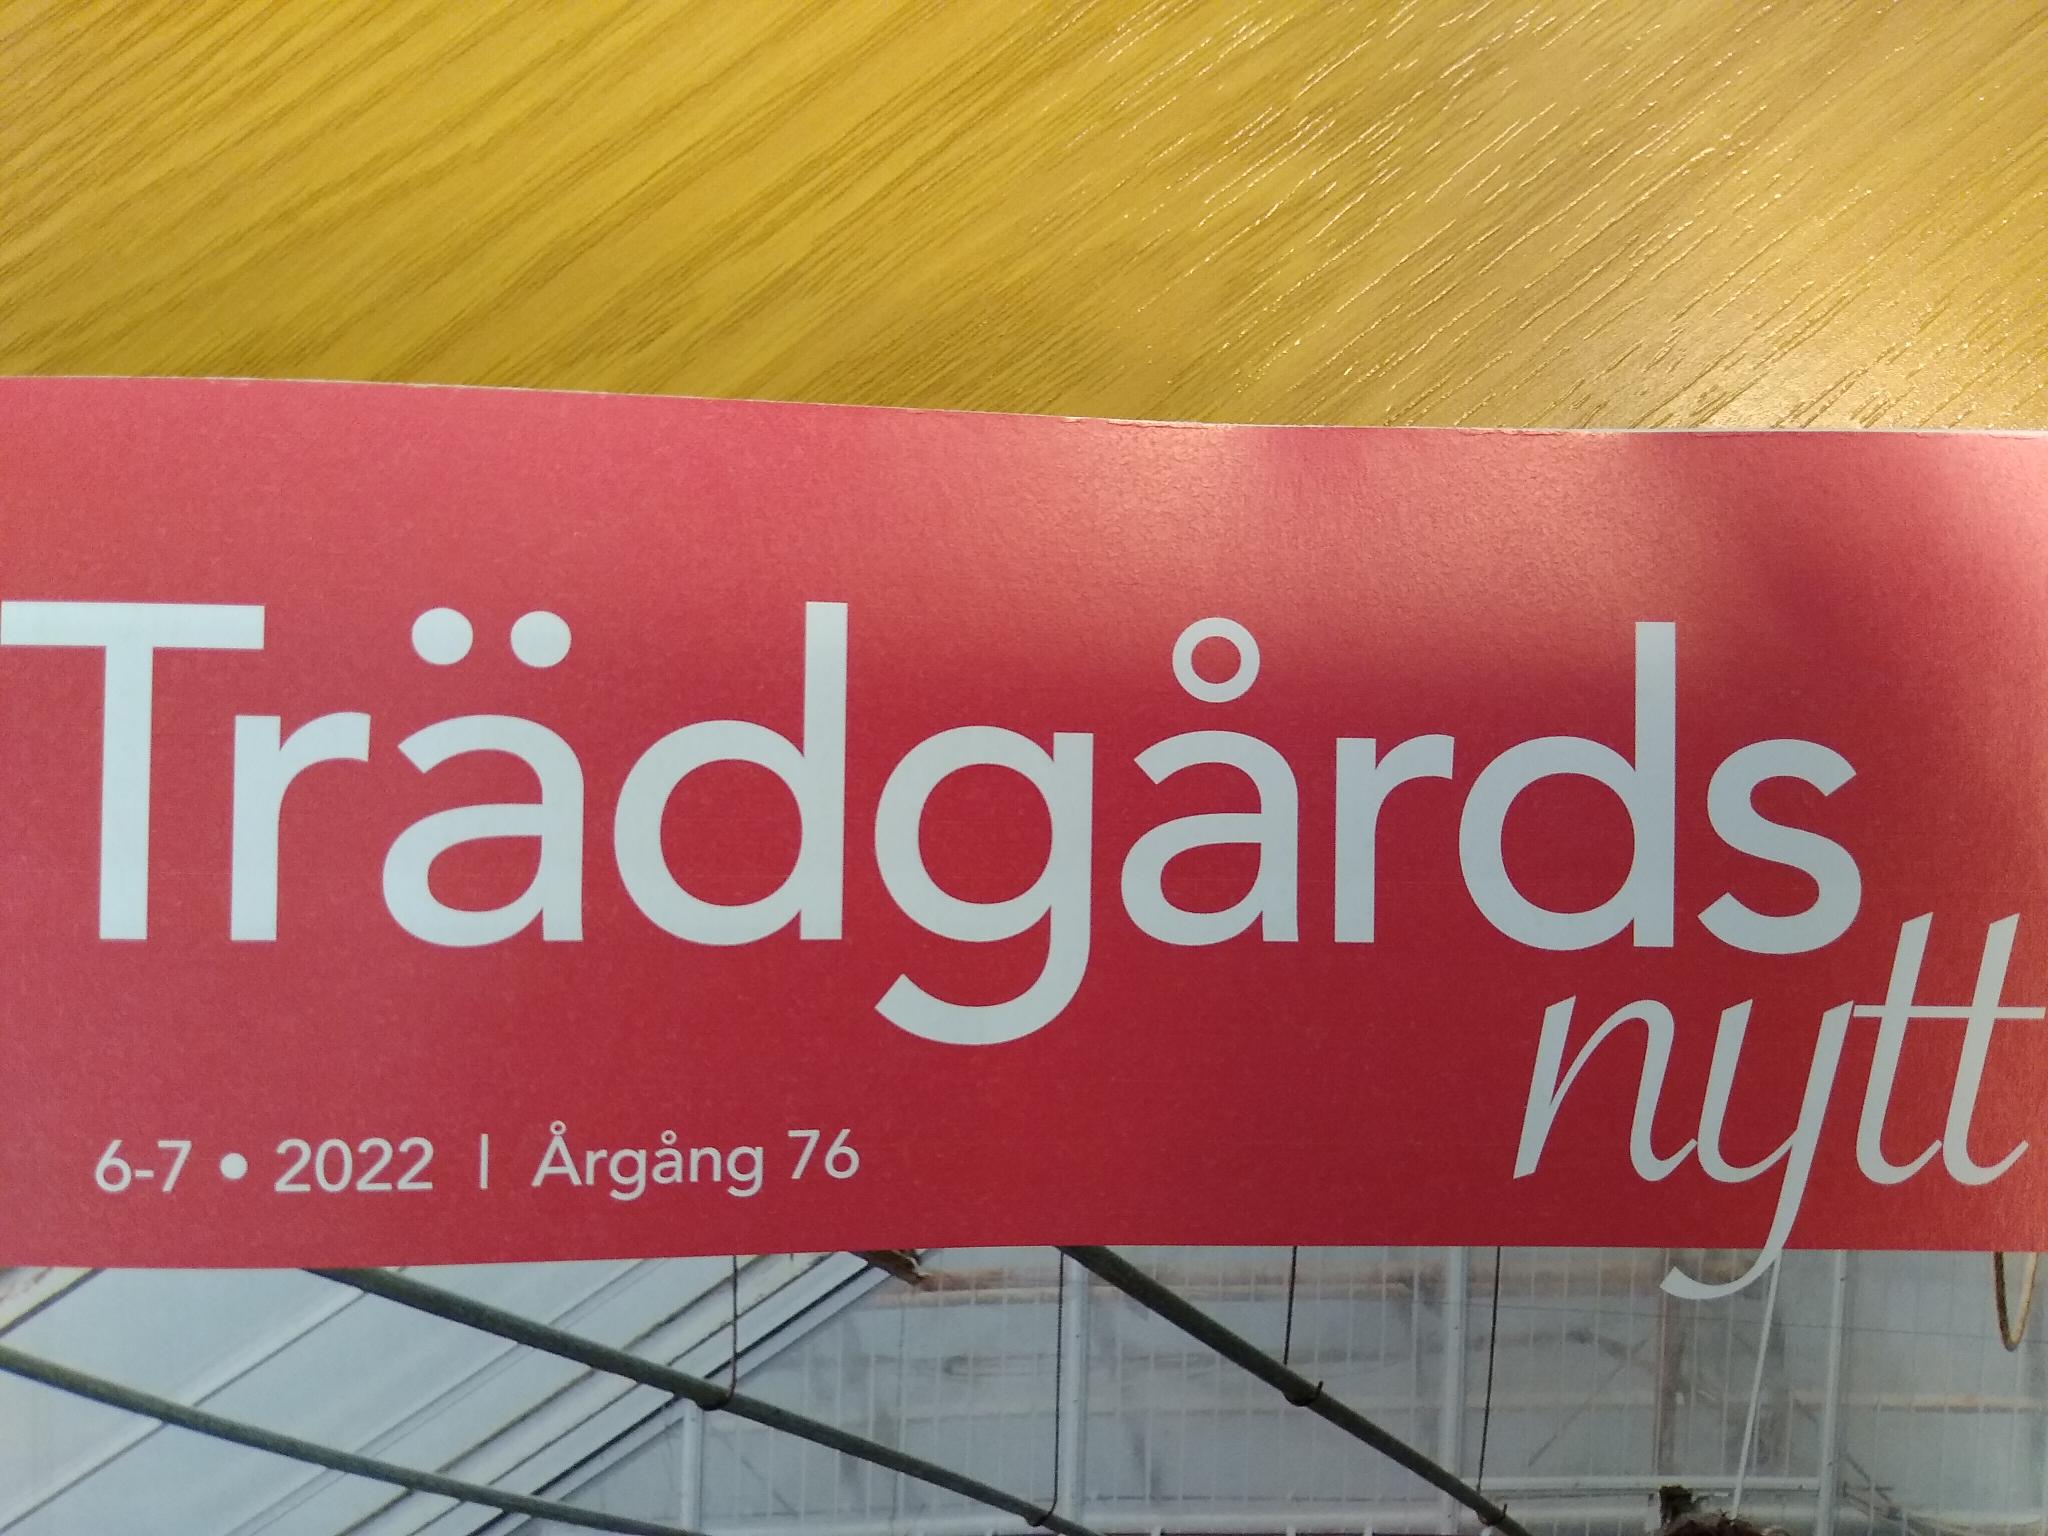 Trädgårds
nytt
6-7 • 2022 | Årgång 76